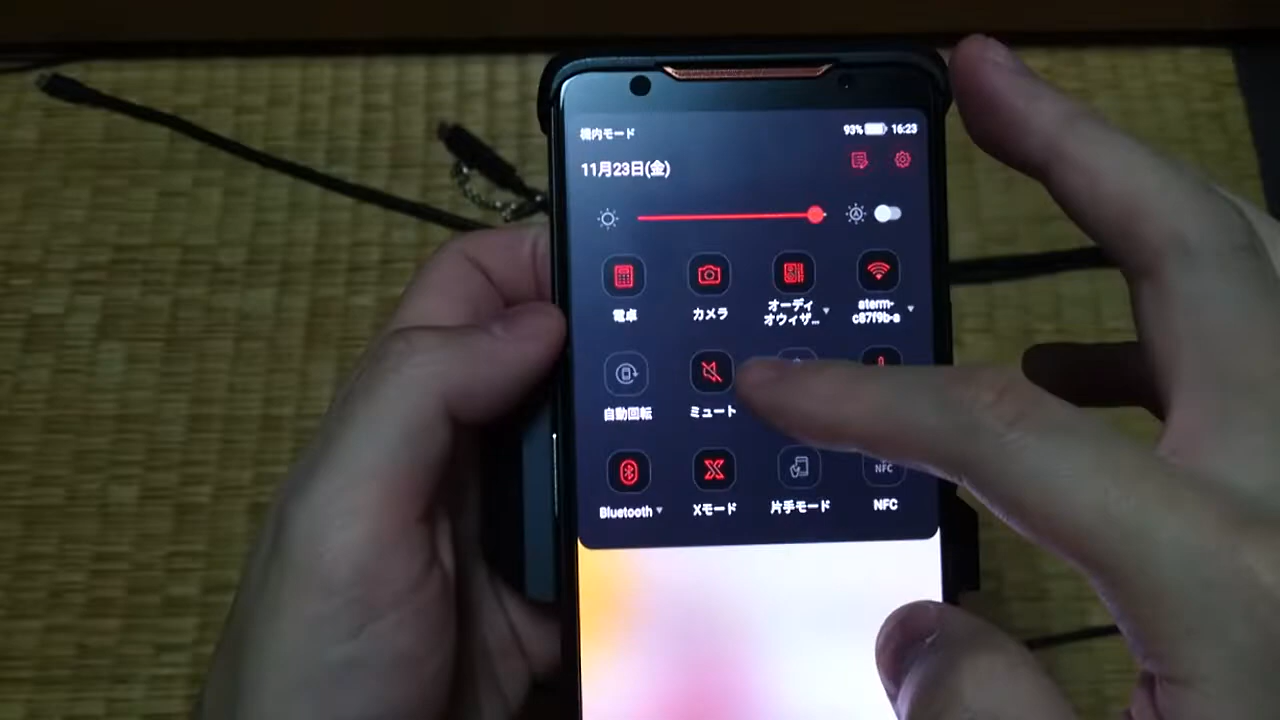 機内モード
93% 16:23
11月23日(金)
電卓
カメラ
オーディ
オウィザ...
aterm-
c87f9b-a
自動回転
ミュート
Bluetooth
Xモード
片手モード
NFC
NFC